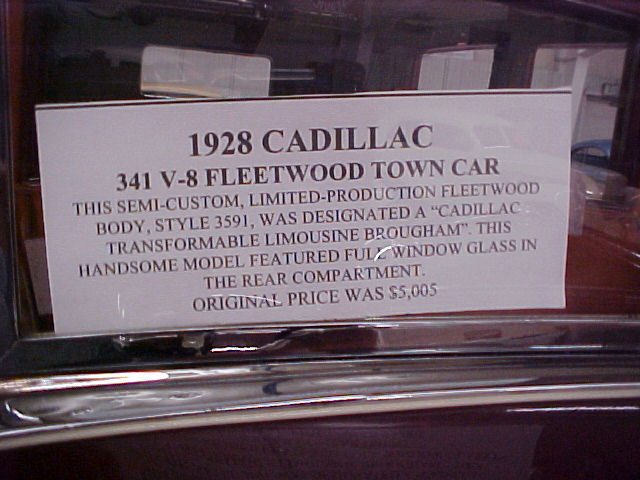 1928 CADILLAC
341 V-8 FLEETWOOD TOWN CAR
THIS SEMI-CUSTOM, LIMITED-PRODUCTION FLEETWOOD
BODY, STYLE 3591, WAS DESIGNATED A "CADILLAC
TRANSFORMABLE LIMOUSINE BROUGHAM". THIS
HANDSOME MODEL FEATURED FULL WINDOW GLASS IN
THE REAR COMPARTMENT.
ORIGINAL PRICE WAS $5,005